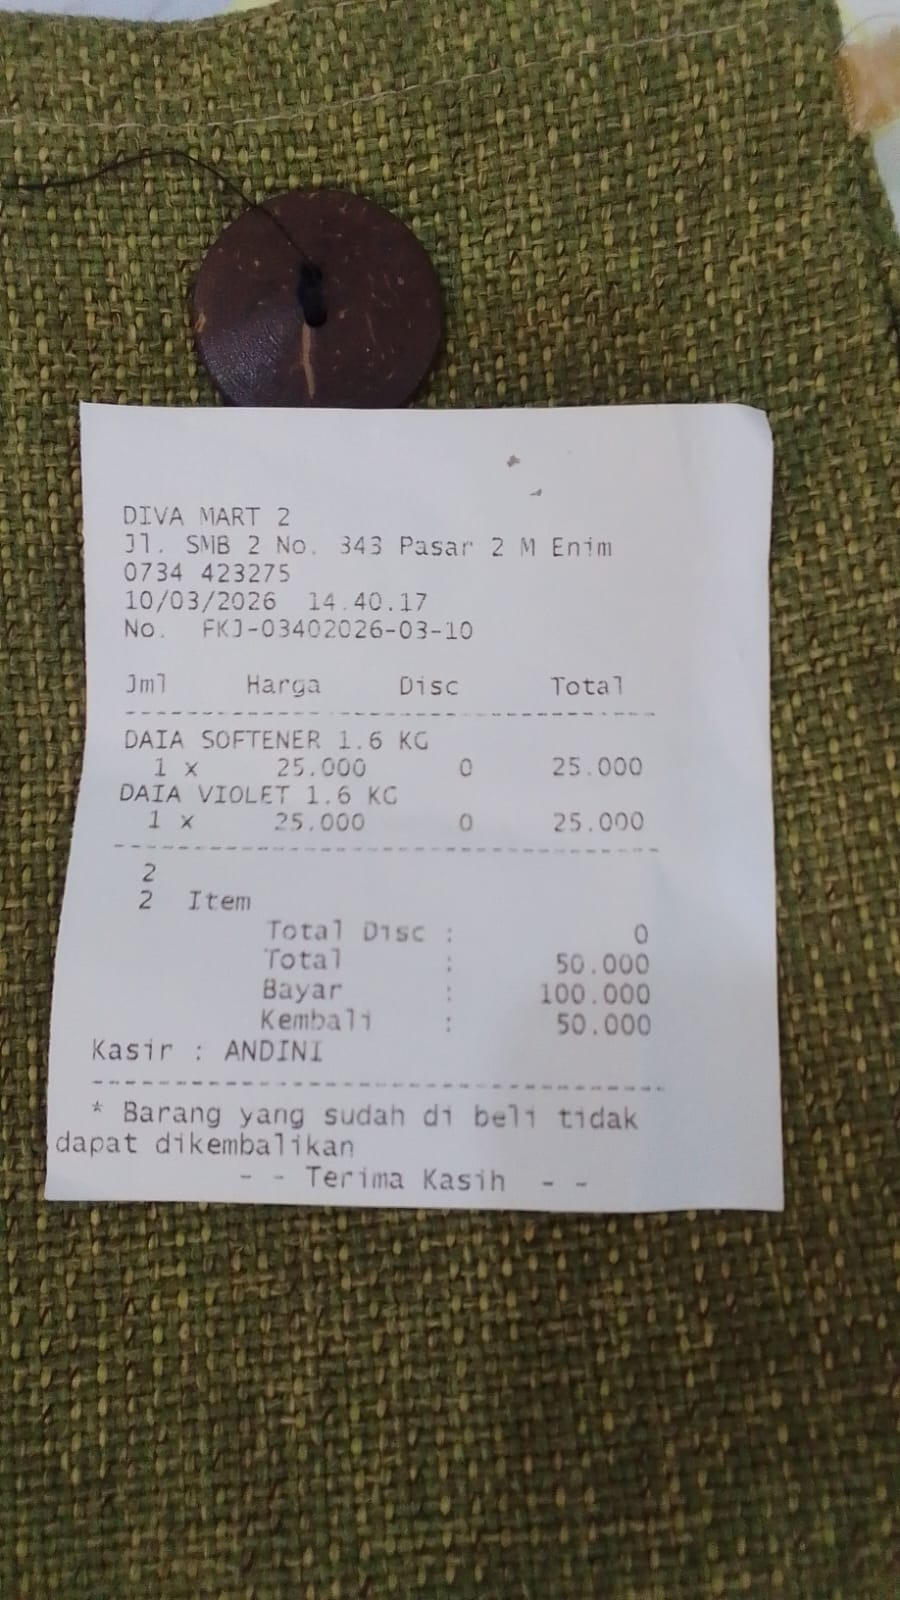 DIVA MART 2
Jl. SMB 2 No. 343 Pasar 2 M Enim
0734 423275
10/03/2026 14.40.17
No. FKJ-03402026-03-10
Jml Harga Disc Total
DAIA SOFTENER 1.6 KG
1 x 25.000 0 25.000
DAIA VIOLET 1.6 KG
1 x 25.000 0 25.000
2
2 Item
Total Disc : 0
Total : 50.000
Bayar : 100.000
Kembali : 50.000
Kasir : ANDINI
* Barang yang sudah di beli tidak
dapat dikembalikan
- - Terima Kasih - -